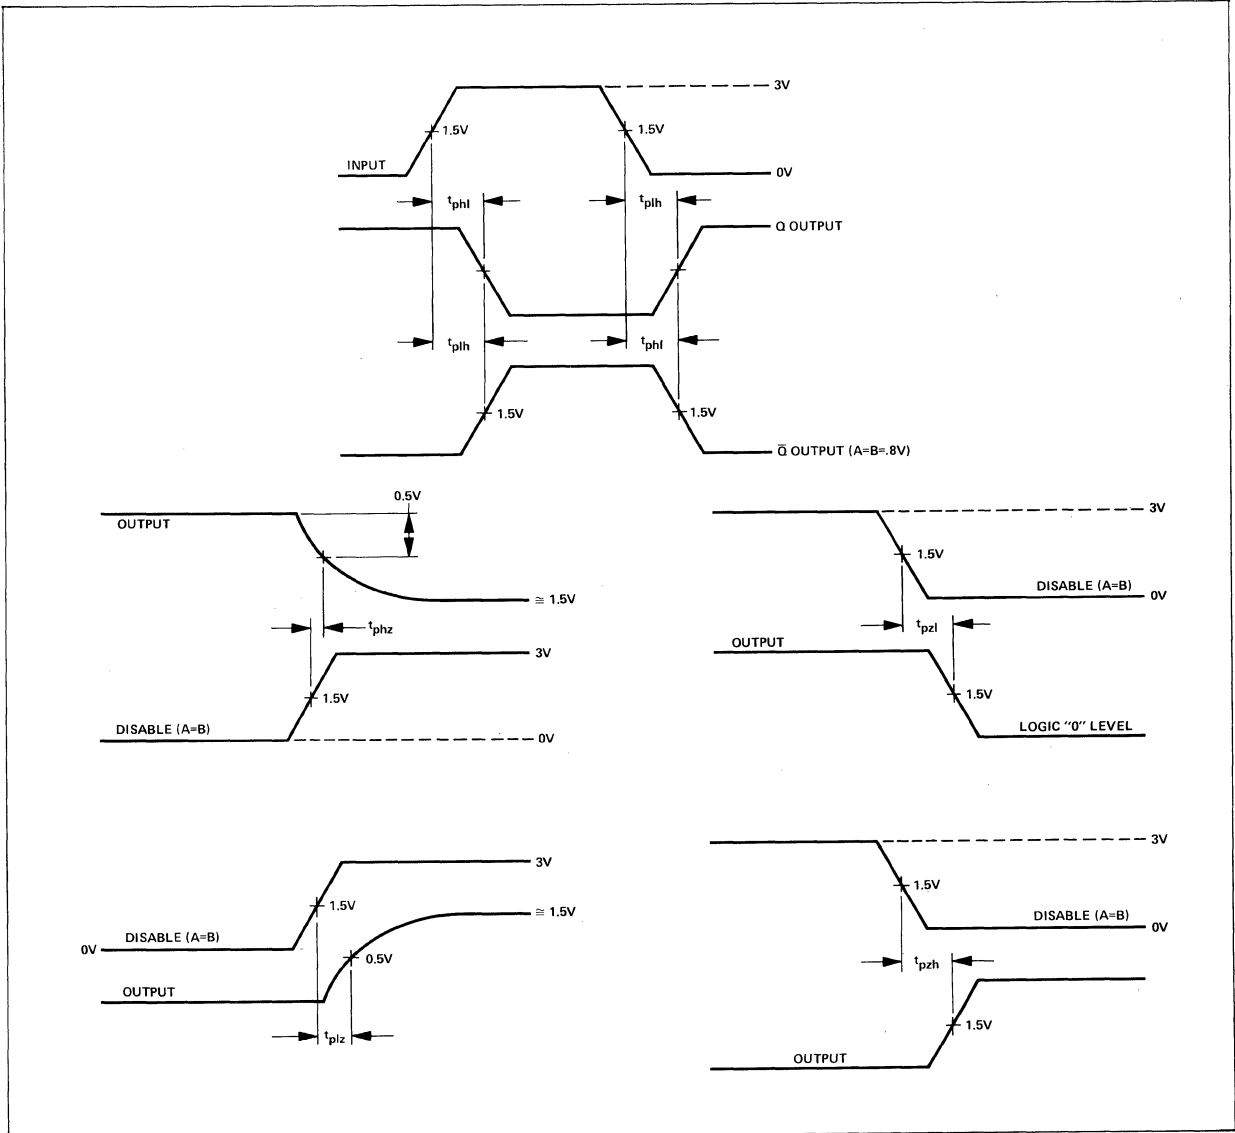 3V
1.5V
1.5V
INPUT
0V
tphl
tplh
Q OUTPUT
tplh
tphl
1.5V
1.5V
Q̅ OUTPUT (A=B=.8V)
0.5V
OUTPUT
≅ 1.5V
tphz
3V
1.5V
DISABLE (A=B)
0V
3V
1.5V
DISABLE (A=B)
0V
tpzl
OUTPUT
1.5V
LOGIC "0" LEVEL
3V
1.5V
≅ 1.5V
DISABLE (A=B)
0V
0.5V
OUTPUT
tplz
3V
1.5V
DISABLE (A=B)
0V
tpzh
1.5V
OUTPUT